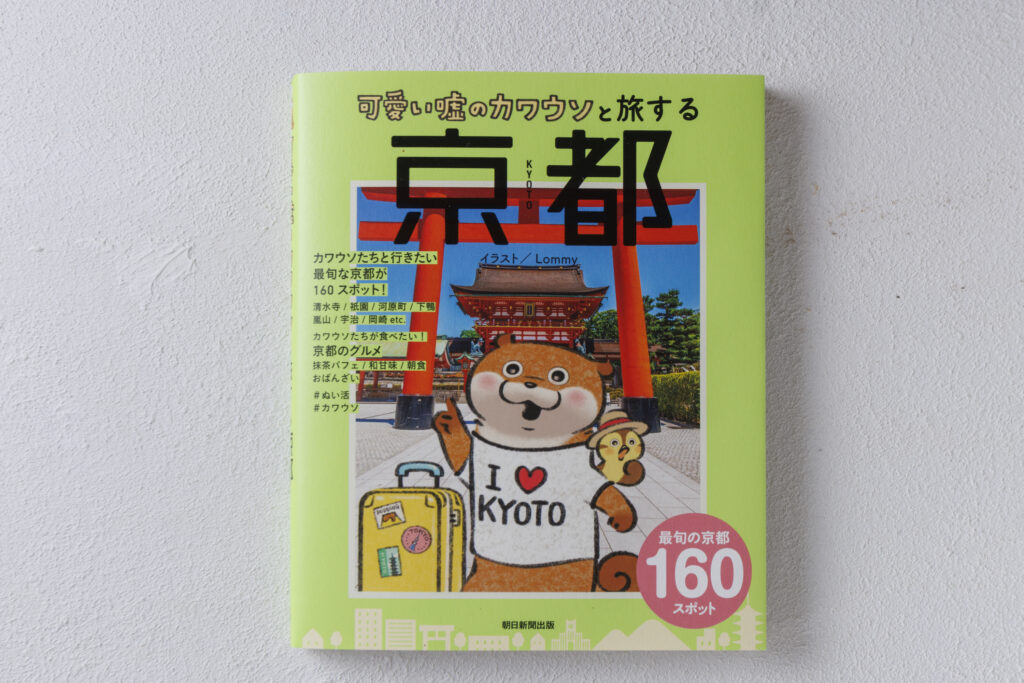 可愛い嘘のカワウソと旅する
京都
KYOTO
イラスト／ Lommy
カワウソたちと行きたい
最旬な京都が
160 スポット！
清水寺 / 祇園 / 河原町 / 下鴨
嵐山 / 宇治 / 岡崎 etc.
カワウソたちが食べたい！
京都のグルメ
抹茶パフェ / 和甘味 / 朝食
おばんざい
＃ぬい活
＃カワウソ
I ♥
KYOTO
TOKYO
最旬の京都
160
スポット
朝日新聞出版